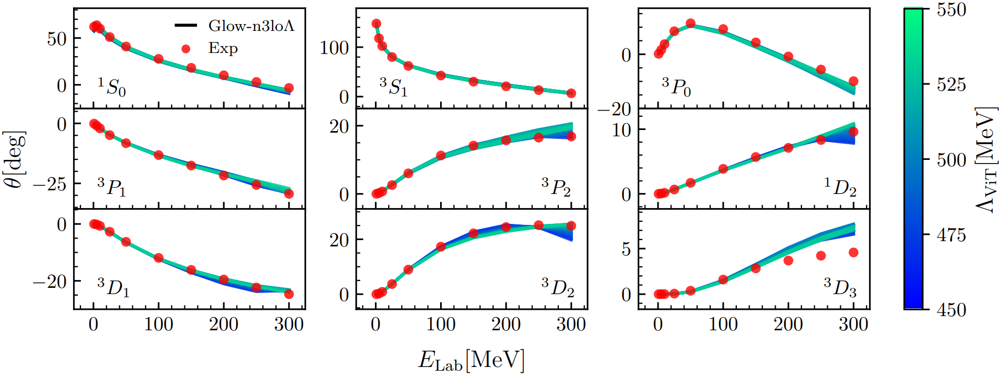 50
0
Glow-n3loΛ
Exp
¹S₀
100
0
³S₁
0
−20
³P₀
550
525
500
475
450
Λ_ViT[MeV]
θ[deg]
0
−25
³P₁
20
0
³P₂
10
0
¹D₂
0
−20
³D₁
20
0
³D₂
5
0
³D₃
0 100 200 300
0 100 200 300
0 100 200 300
E_Lab[MeV]